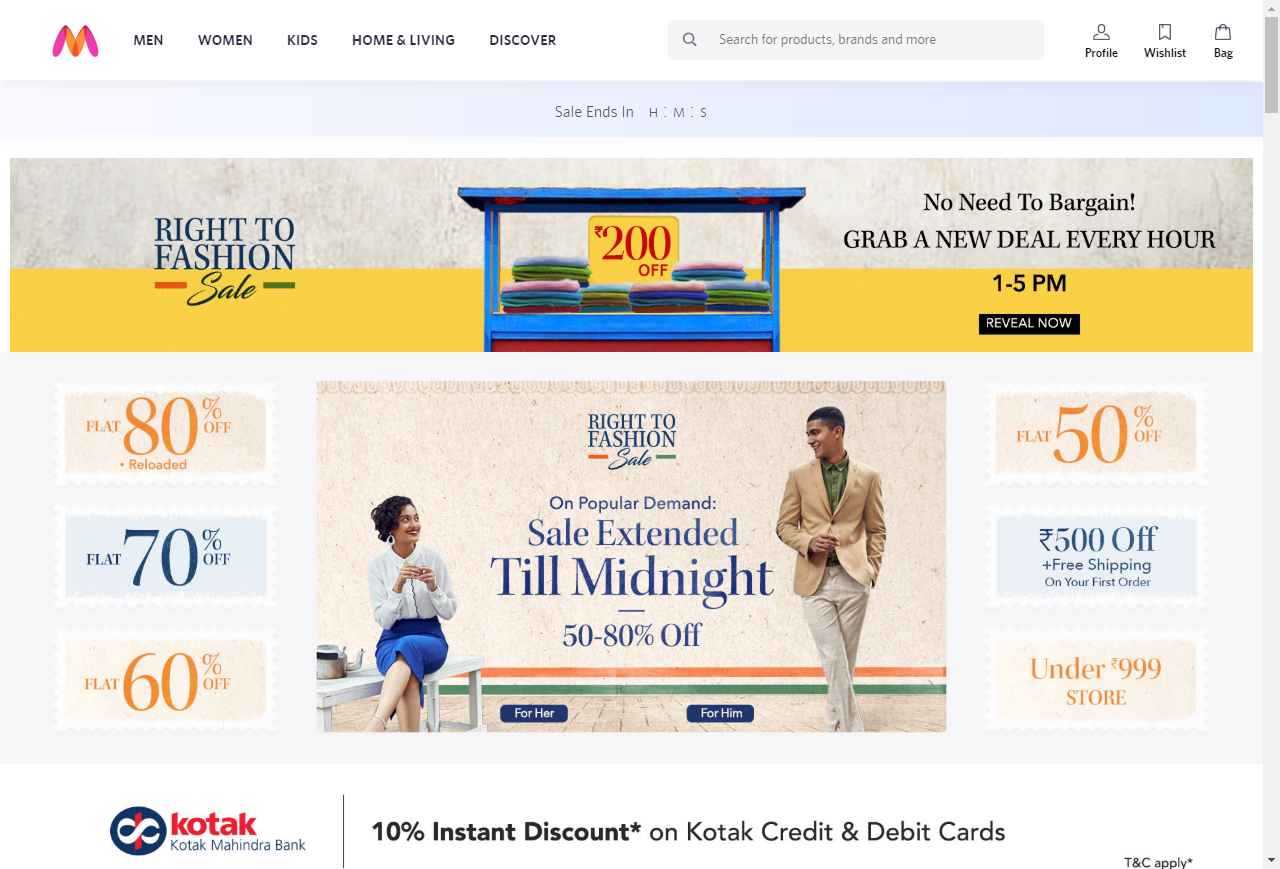 MEN WOMEN KIDS HOME & LIVING DISCOVER
Search for products, brands and more
Profile Wishlist Bag
Sale Ends In H : M : S
RIGHT TO
FASHION
Sale
₹200
OFF
No Need To Bargain!
GRAB A NEW DEAL EVERY HOUR
1-5 PM
REVEAL NOW
FLAT 80% OFF
• Reloaded
FLAT 70% OFF
FLAT 60% OFF
RIGHT TO
FASHION
Sale
On Popular Demand:
Sale Extended
Till Midnight
50-80% Off
For Her For Him
FLAT 50% OFF
₹500 Off
+Free Shipping
On Your First Order
Under ₹999
STORE
kotak
Kotak Mahindra Bank
10% Instant Discount* on Kotak Credit & Debit Cards
T&C apply*